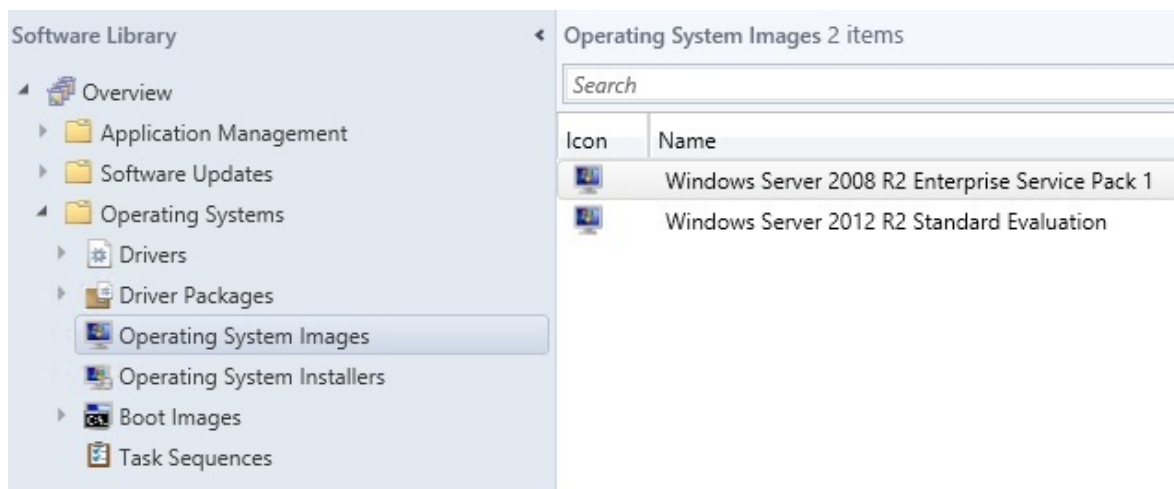 Software Library
Overview
Application Management
Software Updates
Operating Systems
Drivers
Driver Packages
Operating System Images
Operating System Installers
Boot Images
Task Sequences
Operating System Images 2 items
Search
Icon Name
Windows Server 2008 R2 Enterprise Service Pack 1
Windows Server 2012 R2 Standard Evaluation